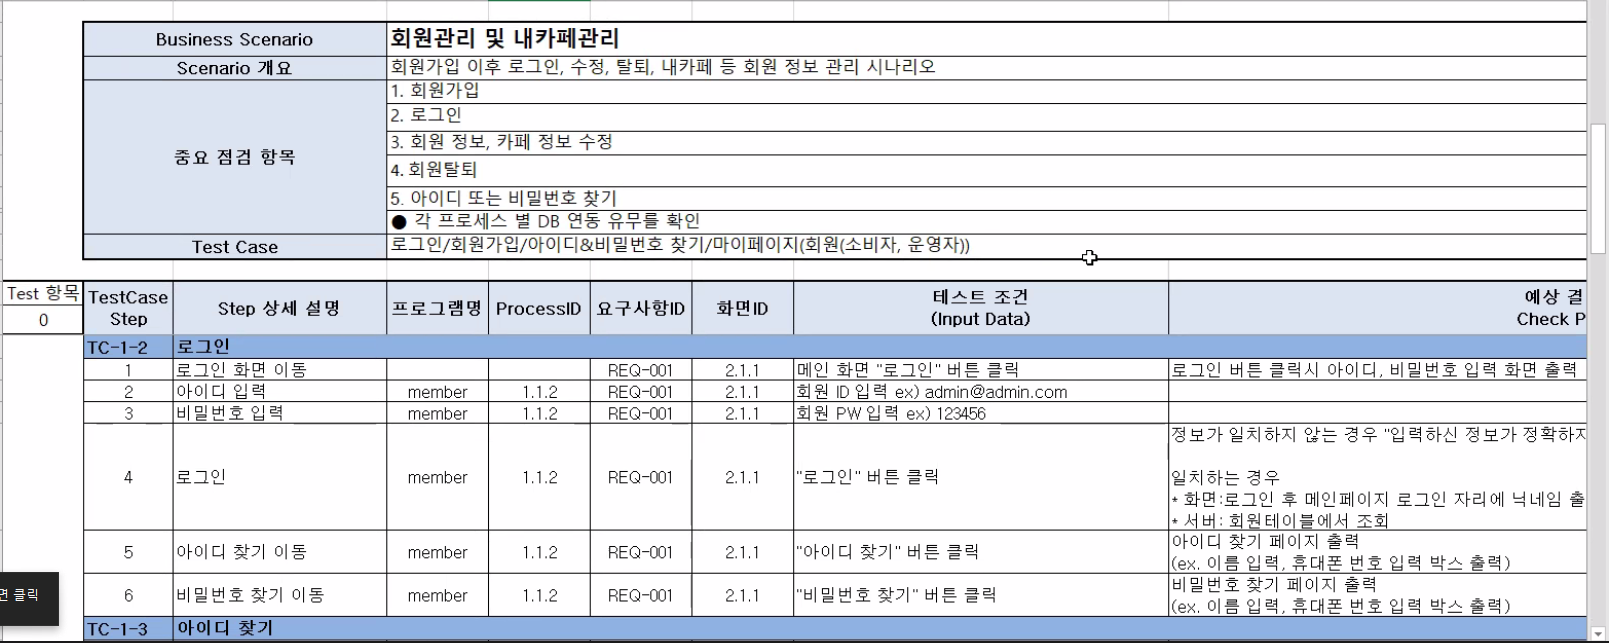 Business Scenario 회원관리 및 내카페관리
Scenario 개요 회원가입 이후 로그인, 수정, 탈퇴, 내카페 등 회원 정보 관리 시나리오
중요 점검 항목
1. 회원가입
2. 로그인
3. 회원 정보, 카페 정보 수정
4. 회원탈퇴
5. 아이디 또는 비밀번호 찾기
● 각 프로세스 별 DB 연동 유무를 확인
Test Case 로그인/회원가입/아이디&비밀번호 찾기/마이페이지(회원(소비자, 운영자))
Test 항목
0
TestCase Step
Step 상세 설명
프로그램명
ProcessID
요구사항ID
화면ID
테스트 조건
(Input Data)
예상 결
Check P
TC-1-2 로그인
1 로그인 화면 이동 REQ-001 2.1.1 메인 화면 "로그인" 버튼 클릭 로그인 버튼 클릭시 아이디, 비밀번호 입력 화면 출력
2 아이디 입력 member 1.1.2 REQ-001 2.1.1 회원 ID 입력 ex) admin@admin.com
3 비밀번호 입력 member 1.1.2 REQ-001 2.1.1 회원 PW 입력 ex) 123456
4 로그인 member 1.1.2 REQ-001 2.1.1 "로그인" 버튼 클릭
정보가 일치하지 않는 경우 "입력하신 정보가 정확하지
일치하는 경우
* 화면:로그인 후 메인페이지 로그인 자리에 닉네임 출
* 서버: 회원테이블에서 조회
5 아이디 찾기 이동 member 1.1.2 REQ-001 2.1.1 "아이디 찾기" 버튼 클릭
아이디 찾기 페이지 출력
(ex. 이름 입력, 휴대폰 번호 입력 박스 출력)
6 비밀번호 찾기 이동 member 1.1.2 REQ-001 2.1.1 "비밀번호 찾기" 버튼 클릭
비밀번호 찾기 페이지 출력
(ex. 이름 입력, 휴대폰 번호 입력 박스 출력)
면 클릭
TC-1-3 아이디 찾기